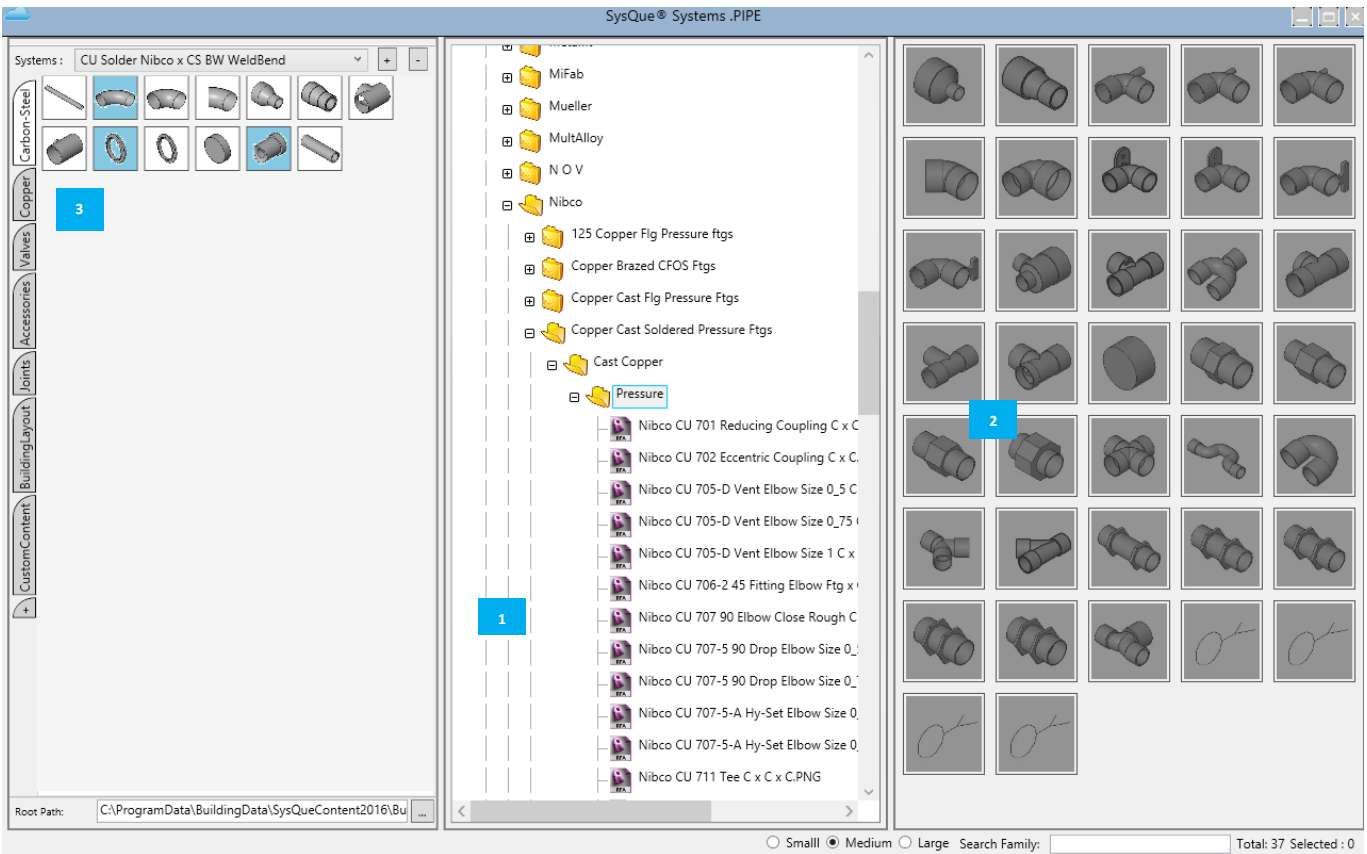 SysQue® Systems .PIPE
Systems :
CU Solder Nibco x CS BW WeldBend
+
-
Carbon-Steel
Copper
Valves
Accessories
Joints
BuildingLayout
CustomContent
+
3
Root Path:
C:\ProgramData\BuildingData\SysQueContent2016\Bu
...
MiFab
Mueller
MultAlloy
N O V
Nibco
125 Copper Flg Pressure ftgs
Copper Brazed CFOS Ftgs
Copper Cast Flg Pressure Ftgs
Copper Cast Soldered Pressure Ftgs
Cast Copper
Pressure
Nibco CU 701 Reducing Coupling C x C
Nibco CU 702 Eccentric Coupling C x C.
Nibco CU 705-D Vent Elbow Size 0_5 C
Nibco CU 705-D Vent Elbow Size 0_75
Nibco CU 705-D Vent Elbow Size 1 C x
Nibco CU 706-2 45 Fitting Elbow Ftg x
Nibco CU 707 90 Elbow Close Rough C
Nibco CU 707-5 90 Drop Elbow Size 0_
Nibco CU 707-5 90 Drop Elbow Size 0_
Nibco CU 707-5-A Hy-Set Elbow Size 0
Nibco CU 707-5-A Hy-Set Elbow Size 0
Nibco CU 711 Tee C x C x C.PNG
1
2
Smalll Medium Large Search Family: Total: 37 Selected : 0